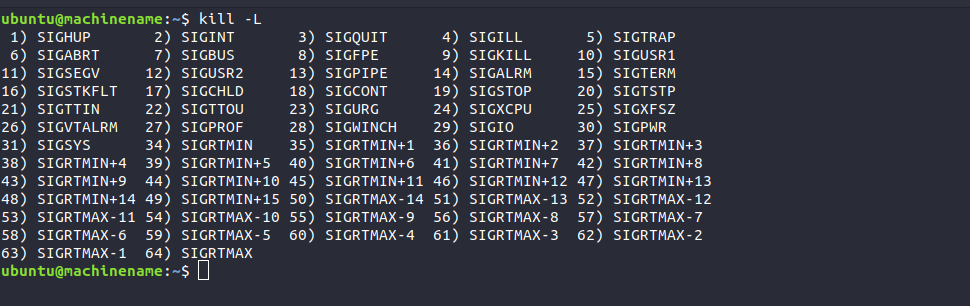 ubuntu@machinename:~$ kill -L
 1) SIGHUP       2) SIGINT       3) SIGQUIT      4) SIGILL       5) SIGTRAP
 6) SIGABRT      7) SIGBUS       8) SIGFPE       9) SIGKILL     10) SIGUSR1
11) SIGSEGV     12) SIGUSR2     13) SIGPIPE     14) SIGALRM     15) SIGTERM
16) SIGSTKFLT   17) SIGCHLD     18) SIGCONT     19) SIGSTOP     20) SIGTSTP
21) SIGTTIN     22) SIGTTOU     23) SIGURG      24) SIGXCPU     25) SIGXFSZ
26) SIGVTALRM   27) SIGPROF     28) SIGWINCH    29) SIGIO       30) SIGPWR
31) SIGSYS      34) SIGRTMIN    35) SIGRTMIN+1  36) SIGRTMIN+2  37) SIGRTMIN+3
38) SIGRTMIN+4  39) SIGRTMIN+5  40) SIGRTMIN+6  41) SIGRTMIN+7  42) SIGRTMIN+8
43) SIGRTMIN+9  44) SIGRTMIN+10 45) SIGRTMIN+11 46) SIGRTMIN+12 47) SIGRTMIN+13
48) SIGRTMIN+14 49) SIGRTMIN+15 50) SIGRTMAX-14 51) SIGRTMAX-13 52) SIGRTMAX-12
53) SIGRTMAX-11 54) SIGRTMAX-10 55) SIGRTMAX-9  56) SIGRTMAX-8  57) SIGRTMAX-7
58) SIGRTMAX-6  59) SIGRTMAX-5  60) SIGRTMAX-4  61) SIGRTMAX-3  62) SIGRTMAX-2
63) SIGRTMAX-1  64) SIGRTMAX
ubuntu@machinename:~$